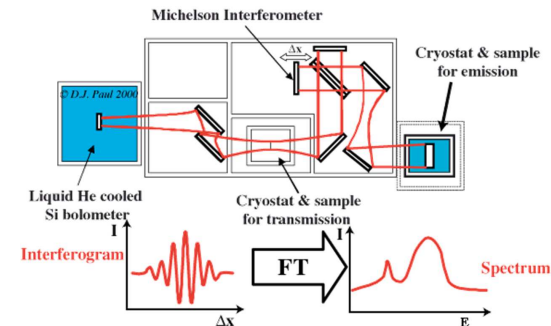 Michelson Interferometer
Δx
Cryostat & sample
for emission
© D.J. Paul 2000
Liquid He cooled
Si bolometer
Cryostat & sample
for transmission
I
Interferogram
Δx
FT
I
Spectrum
E